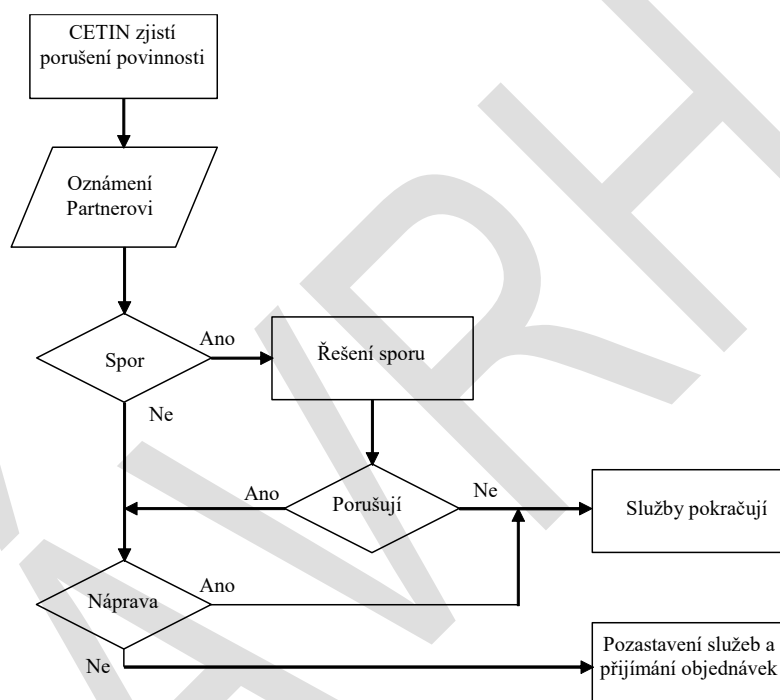 CETIN zjistí
porušení povinnosti
Oznámení
Partnerovi
Spor
Ano
Řešení sporu
Ne
Ano
Porušují
Ne
Služby pokračují
Náprava
Ano
Ne
Pozastavení služeb a
přijímání objednávek
NÁVRH